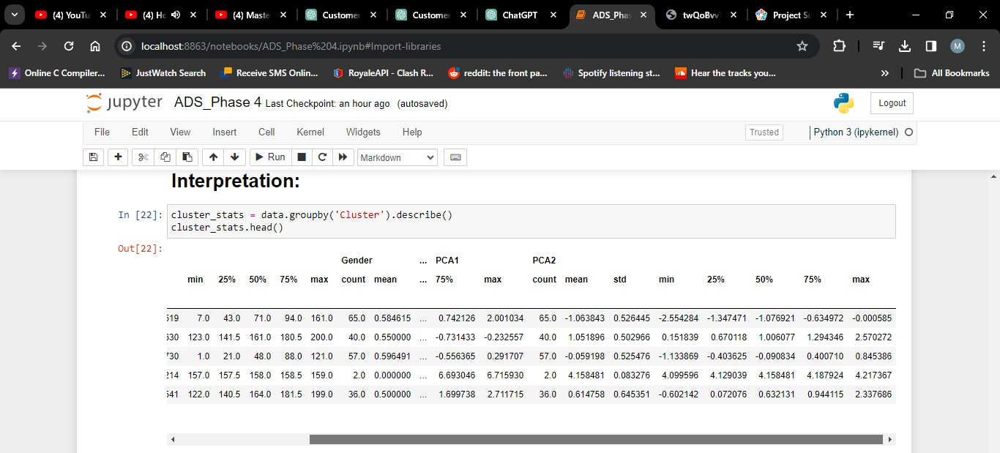 (4) YouTu
(4) Ho
(4) Maste
Customer
Customer
ChatGPT
ADS_Phas
twQoBvv
Project Su
localhost:8863/notebooks/ADS_Phase%204.ipynb#Import-libraries
M
Online C Compiler...
JustWatch Search
Receive SMS Onlin...
RoyaleAPI - Clash R...
reddit: the front pa...
Spotify listening st...
Hear the tracks you...
All Bookmarks
jupyter ADS_Phase 4 Last Checkpoint: an hour ago (autosaved)
Logout
File Edit View Insert Cell Kernel Widgets Help
Trusted
Python 3 (ipykernel)
Run
Markdown
Interpretation:
In [22]: cluster_stats = data.groupby('Cluster').describe()
cluster_stats.head()
Out[22]:
Gender ... PCA1 PCA2
min 25% 50% 75% max count mean ... 75% max count mean std min 25% 50% 75% max
519 7.0 43.0 71.0 94.0 161.0 65.0 0.584615 ... 0.742126 2.001034 65.0 -1.063843 0.526445 -2.554284 -1.347471 -1.076921 -0.634972 -0.000585
630 123.0 141.5 161.0 180.5 200.0 40.0 0.550000 ... -0.731433 -0.232557 40.0 1.051896 0.502966 0.151839 0.670118 1.006077 1.294346 2.570272
730 1.0 21.0 48.0 88.0 121.0 57.0 0.596491 ... -0.556365 0.291707 57.0 -0.059198 0.525476 -1.133869 -0.403625 -0.090834 0.400710 0.845386
214 157.0 157.5 158.0 158.5 159.0 2.0 0.000000 ... 6.693046 6.715930 2.0 4.158481 0.083276 4.099596 4.129039 4.158481 4.187924 4.217367
541 122.0 140.5 164.0 181.5 199.0 36.0 0.500000 ... 1.699738 2.711715 36.0 0.614758 0.645351 -0.602142 0.072076 0.632131 0.944115 2.337686